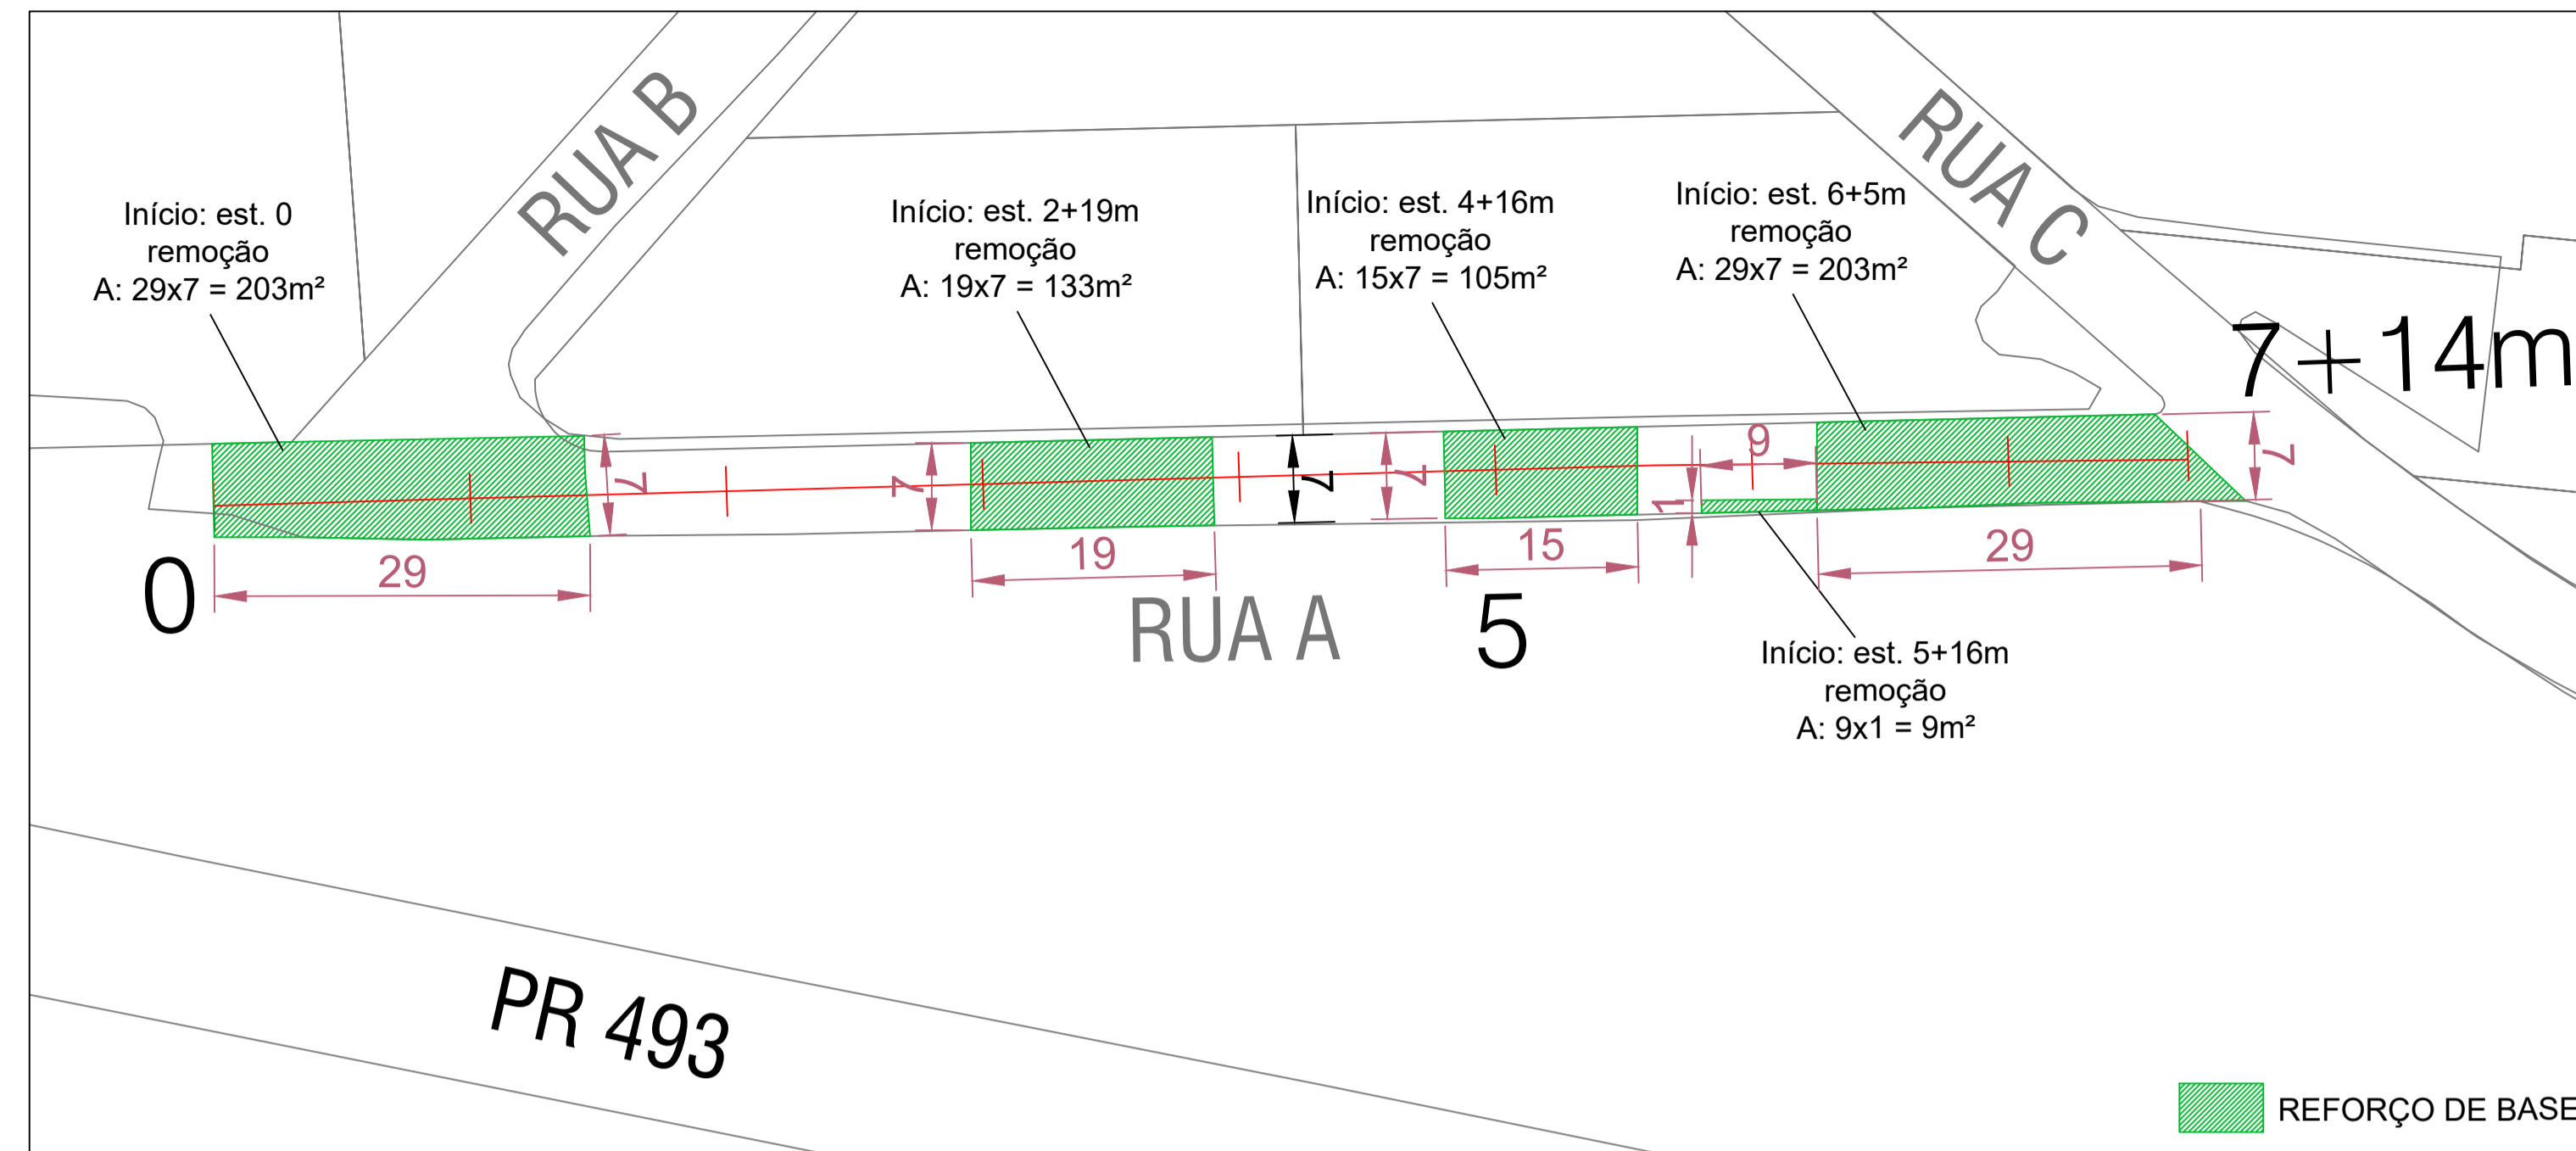 RUA B
RUA C
Início: est. 0
remoção
A: 29x7 = 203m²
Início: est. 2+19m
remoção
A: 19x7 = 133m²
Início: est. 4+16m
remoção
A: 15x7 = 105m²
Início: est. 6+5m
remoção
A: 29x7 = 203m²
7+14m
7
7
7
7
9
1
7
0
29
19
15
29
RUA A
5
Início: est. 5+16m
remoção
A: 9x1 = 9m²
PR 493
REFORÇO DE BASE